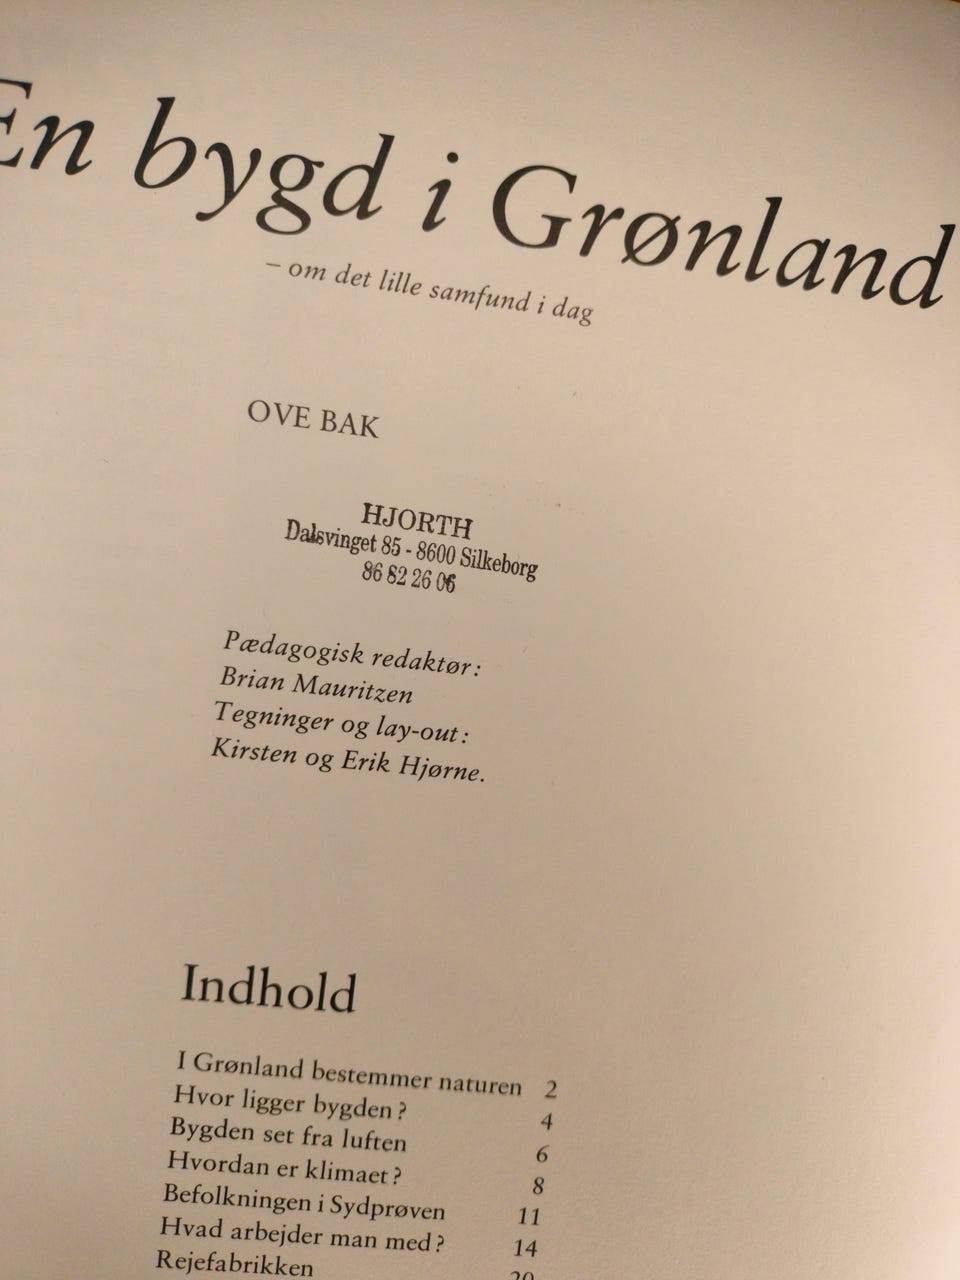 En bygd i Grønland
– om det lille samfund i dag
OVE BAK
HJORTH
Dalsvinget 85 - 8600 Silkeborg
86 82 26 06
Pædagogisk redaktør:
Brian Mauritzen
Tegninger og lay-out:
Kirsten og Erik Hjørne.
Indhold
I Grønland bestemmer naturen 2
Hvor ligger bygden? 4
Bygden set fra luften 6
Hvordan er klimaet? 8
Befolkningen i Sydprøven 11
Hvad arbejder man med? 14
Rejefabrikken 20